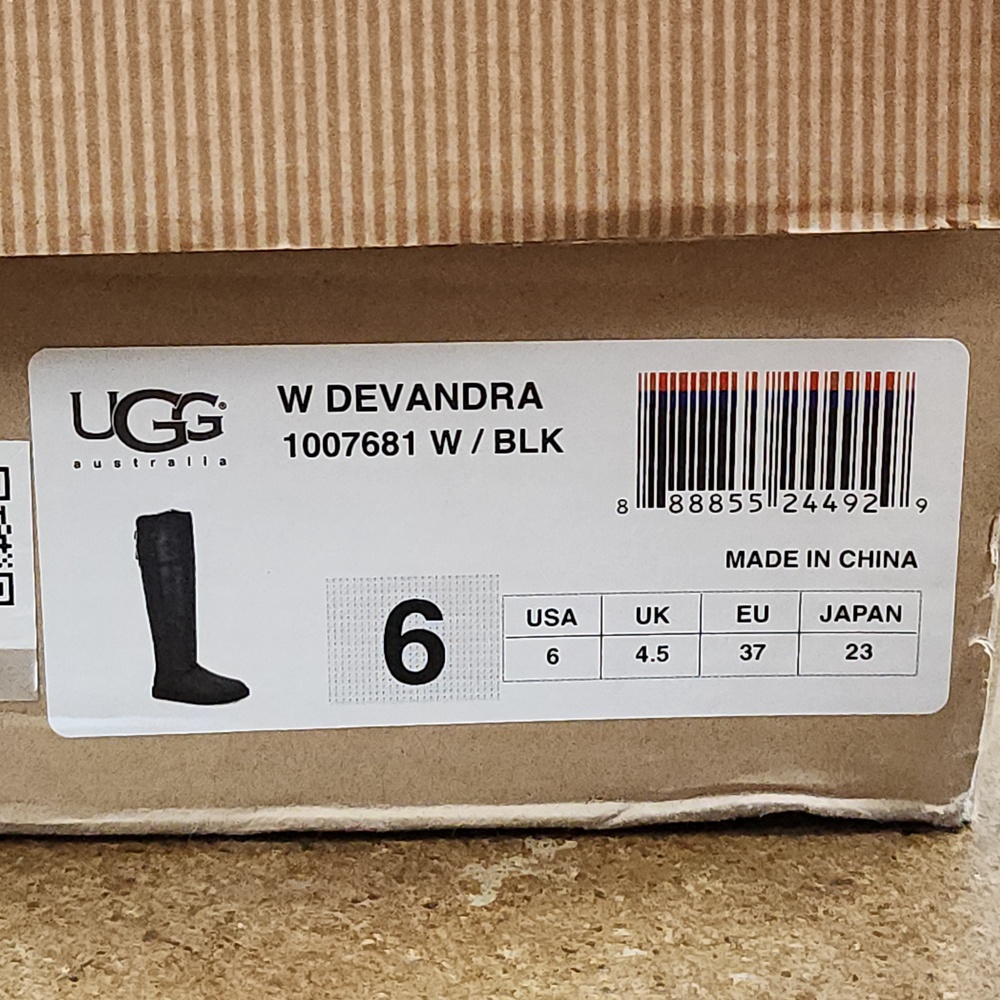 UGG®
australia
W DEVANDRA
1007681 W / BLK
8 88855 24492 9
MADE IN CHINA
6
USA UK EU JAPAN
6 4.5 37 23